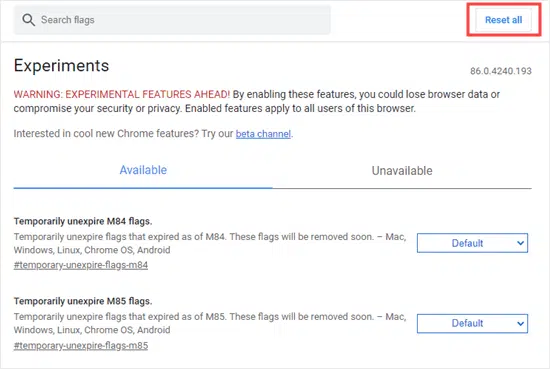 Search flags
Reset all
Experiments
86.0.4240.193
WARNING: EXPERIMENTAL FEATURES AHEAD! By enabling these features, you could lose browser data or
compromise your security or privacy. Enabled features apply to all users of this browser.
Interested in cool new Chrome features? Try our beta channel.
Available
Unavailable
Temporarily unexpire M84 flags.
Temporarily unexpire flags that expired as of M84. These flags will be removed soon. – Mac,
Windows, Linux, Chrome OS, Android
#temporary-unexpire-flags-m84
Default
Temporarily unexpire M85 flags.
Temporarily unexpire flags that expired as of M85. These flags will be removed soon. – Mac,
Windows, Linux, Chrome OS, Android
#temporary-unexpire-flags-m85
Default